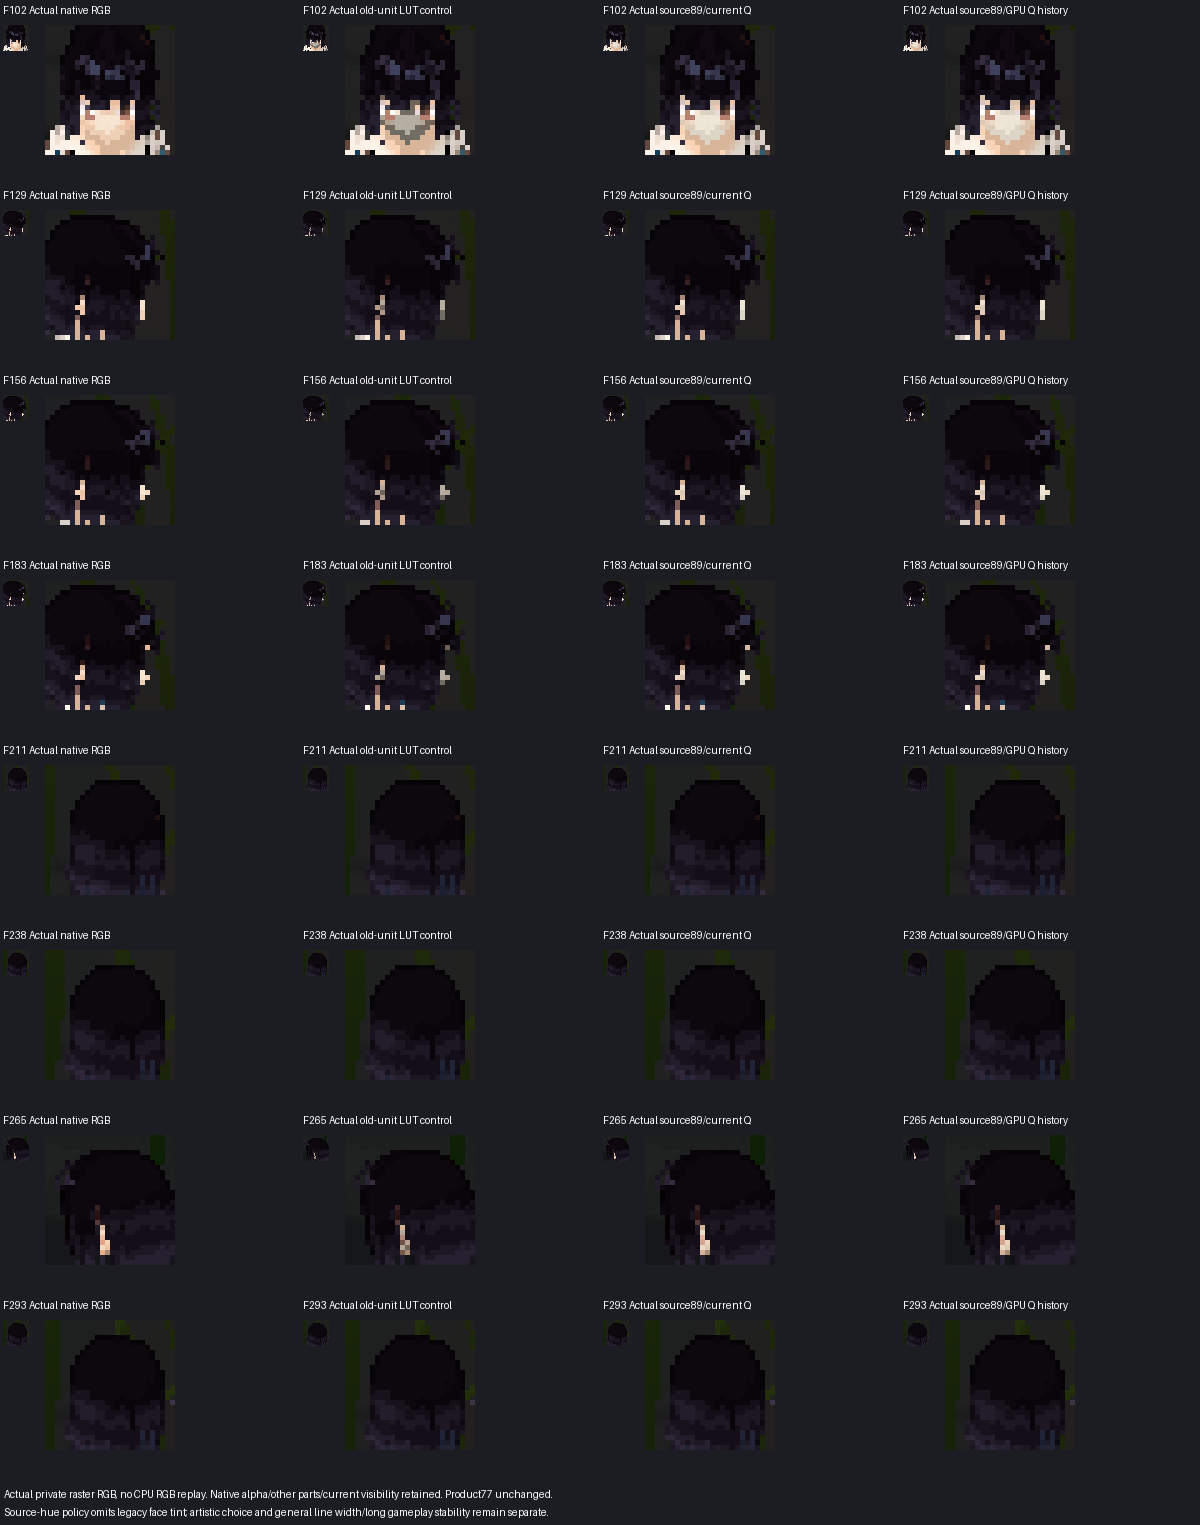 F102 Actual native RGB
F102 Actual old-unit LUT control
F102 Actual source89/current Q
F102 Actual source89/GPU Q history
F129 Actual native RGB
F129 Actual old-unit LUT control
F129 Actual source89/current Q
F129 Actual source89/GPU Q history
F156 Actual native RGB
F156 Actual old-unit LUT control
F156 Actual source89/current Q
F156 Actual source89/GPU Q history
F183 Actual native RGB
F183 Actual old-unit LUT control
F183 Actual source89/current Q
F183 Actual source89/GPU Q history
F211 Actual native RGB
F211 Actual old-unit LUT control
F211 Actual source89/current Q
F211 Actual source89/GPU Q history
F238 Actual native RGB
F238 Actual old-unit LUT control
F238 Actual source89/current Q
F238 Actual source89/GPU Q history
F265 Actual native RGB
F265 Actual old-unit LUT control
F265 Actual source89/current Q
F265 Actual source89/GPU Q history
F293 Actual native RGB
F293 Actual old-unit LUT control
F293 Actual source89/current Q
F293 Actual source89/GPU Q history
Actual private raster RGB, no CPU RGB replay. Native alpha/other parts/current visibility retained. Product77 unchanged.
Source-hue policy omits legacy face tint; artistic choice and general line width/long gameplay stability remain separate.